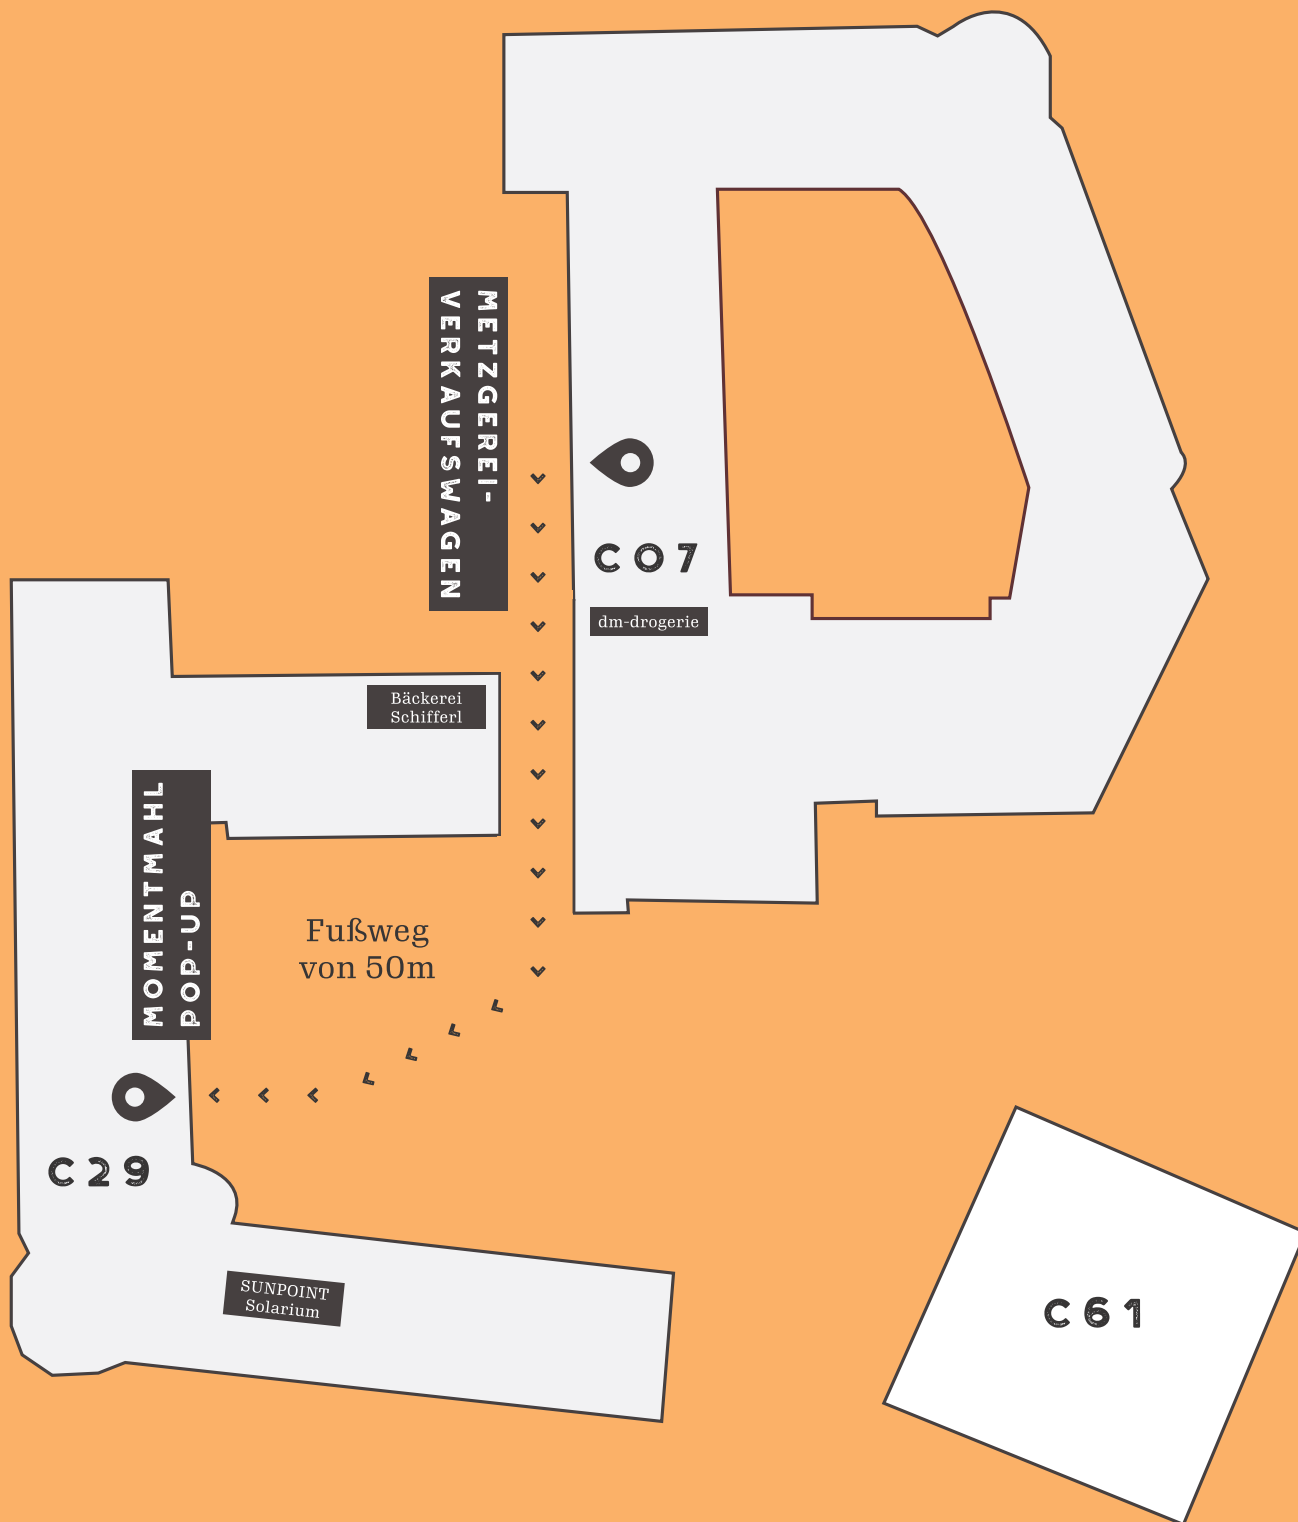 METZGEREI-
VERKAUFSWAGEN
C07
dm-drogerie
Bäckerei
Schifferl
MOMENTMAHL
POP-UP
Fußweg
von 50m
C29
SUNPOINT
Solarium
C61